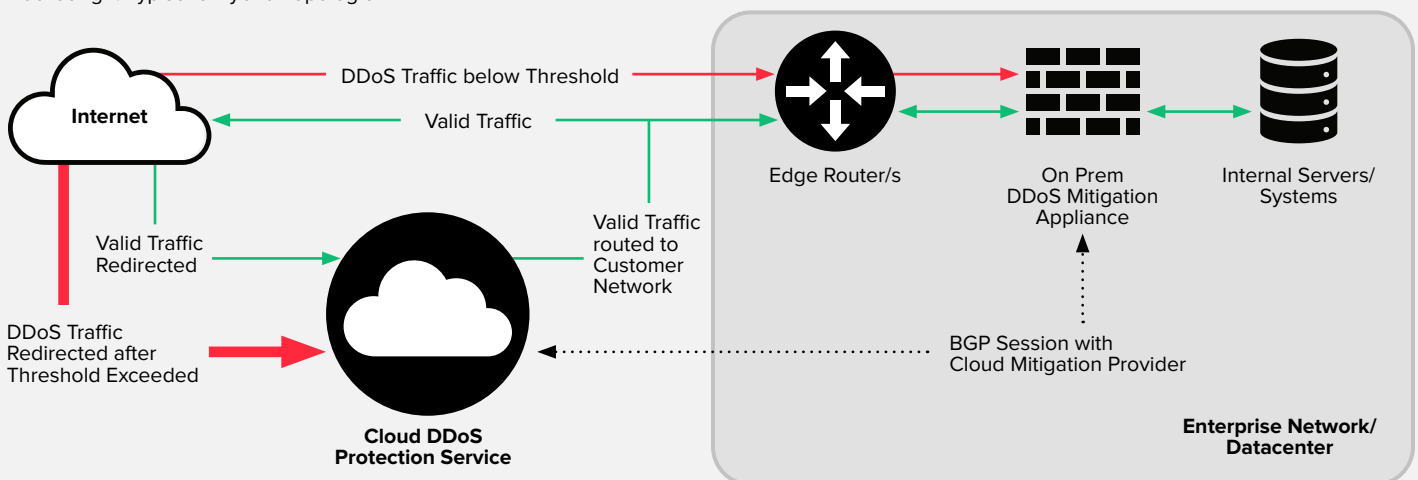 DDoS Traffic below Threshold
Internet
Valid Traffic
Edge Router/s
On Prem
DDoS Mitigation
Appliance
Internal Servers/
Systems
Valid Traffic
Redirected
Valid Traffic
routed to
Customer
Network
DDoS Traffic
Redirected after
Threshold Exceeded
BGP Session with
Cloud Mitigation Provider
Cloud DDoS
Protection Service
Enterprise Network/
Datacenter